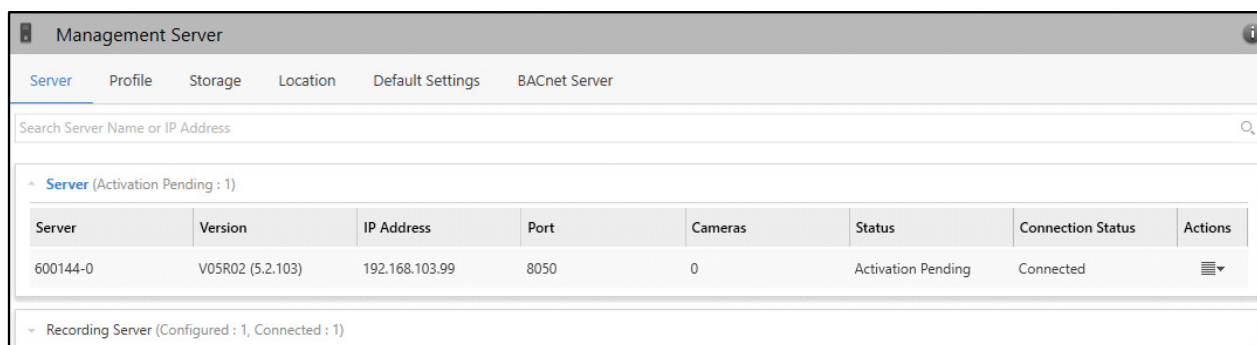 Management Server
Server Profile Storage Location Default Settings BACnet Server
Search Server Name or IP Address
Server (Activation Pending : 1)
Server Version IP Address Port Cameras Status Connection Status Actions
600144-0 V05R02 (5.2.103) 192.168.103.99 8050 0 Activation Pending Connected
Recording Server (Configured : 1, Connected : 1)